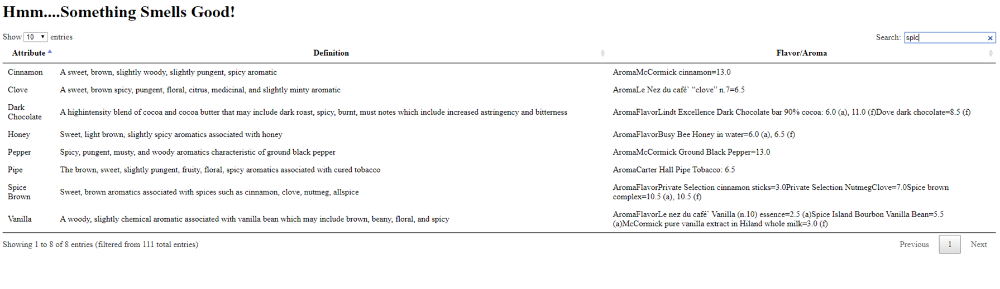 Hmm....Something Smells Good!
Show 10 entries
Search: spic
Attribute Definition Flavor/Aroma
Cinnamon A sweet, brown, slightly woody, slightly pungent, spicy aromatic AromaMcCormick cinnamon=13.0
Clove A sweet, brown spicy, pungent, floral, citrus, medicinal, and slightly minty aromatic AromaLe Nez du café` “clove” n.7=6.5
Dark
Chocolate A highintensity blend of cocoa and cocoa butter that may include dark roast, spicy, burnt, must notes which include increased astringency and bitterness AromaFlavorLindt Excellence Dark Chocolate bar 90% cocoa: 6.0 (a), 11.0 (f)Dove dark chocolate=8.5 (f)
Honey Sweet, light brown, slightly spicy aromatics associated with honey AromaFlavorBusy Bee Honey in water=6.0 (a), 6.5 (f)
Pepper Spicy, pungent, musty, and woody aromatics characteristic of ground black pepper AromaMcCormick Ground Black Pepper=13.0
Pipe The brown, sweet, slightly pungent, fruity, floral, spicy aromatics associated with cured tobacco AromaCarter Hall Pipe Tobacco: 6.5
Spice
Brown Sweet, brown aromatics associated with spices such as cinnamon, clove, nutmeg, allspice AromaFlavorPrivate Selection cinnamon sticks=3.0Private Selection NutmegClove=7.0Spice brown
complex=10.5 (a), 10.5 (f)
Vanilla A woody, slightly chemical aromatic associated with vanilla bean which may include brown, beany, floral, and spicy AromaFlavorLe nez du café` Vanilla (n.10) essence=2.5 (a)Spice Island Bourbon Vanilla Bean=5.5
(a)McCormick pure vanilla extract in Hiland whole milk=3.0 (f)
Showing 1 to 8 of 8 entries (filtered from 111 total entries)
Previous 1 Next